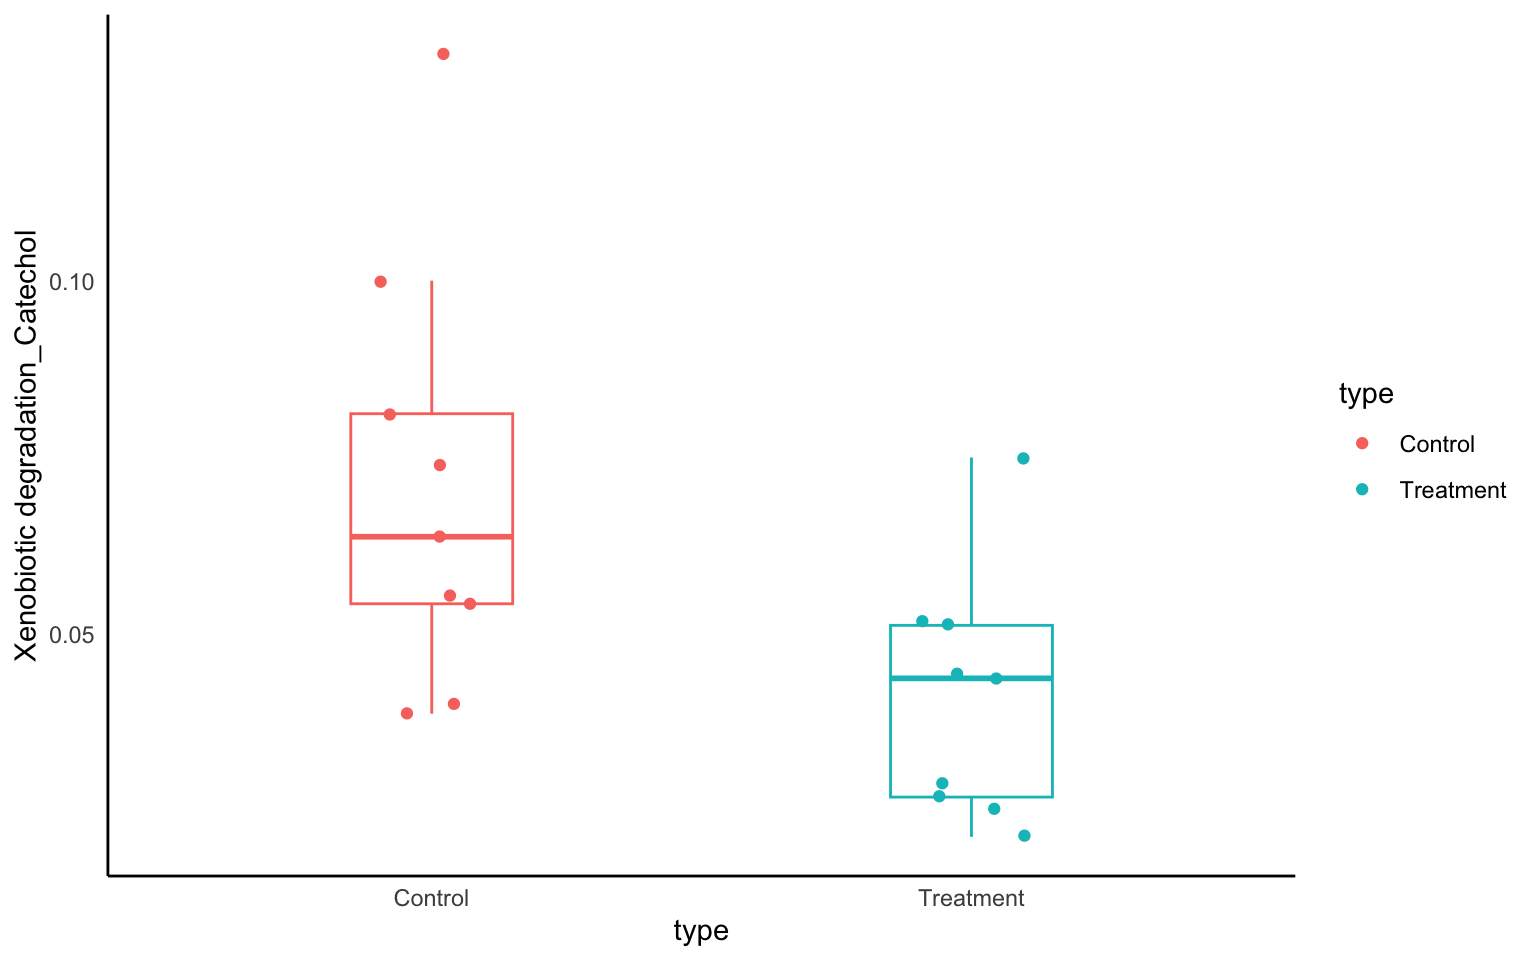 Xenobiotic degradation_Catechol
0.10
0.05
Control
Treatment
type
type
Control
Treatment